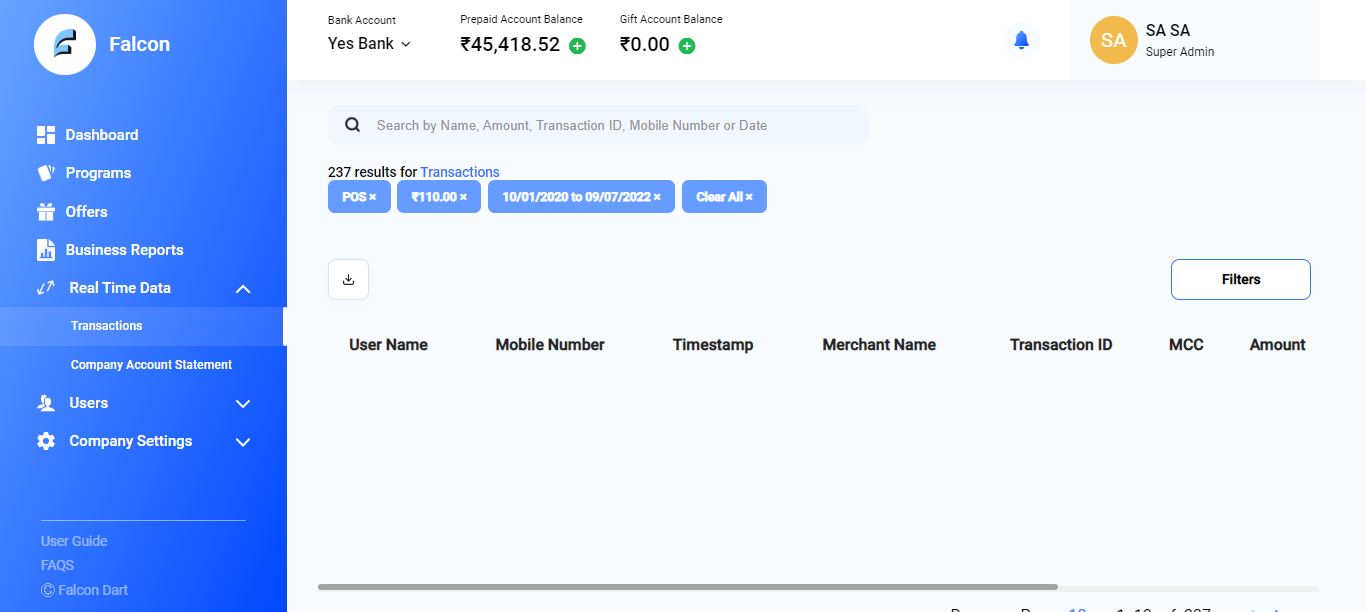 Falcon
Dashboard
Programs
Offers
Business Reports
Real Time Data
Transactions
Company Account Statement
Users
Company Settings
User Guide
FAQS
© Falcon Dart
Bank Account
Yes Bank
Prepaid Account Balance
₹45,418.52
Gift Account Balance
₹0.00
SA
SA SA
Super Admin
Search by Name, Amount, Transaction ID, Mobile Number or Date
237 results for Transactions
POS × ₹110.00 × 10/01/2020 to 09/07/2022 × Clear All ×
Filters
User Name Mobile Number Timestamp Merchant Name Transaction ID MCC Amount